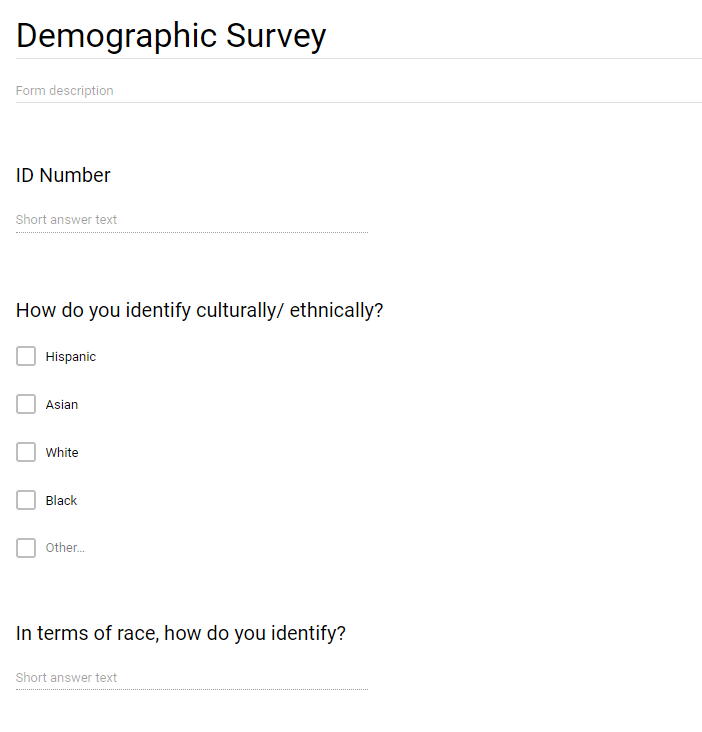 Demographic Survey
Form description
ID Number
Short answer text
How do you identify culturally/ ethnically?
Hispanic
Asian
White
Black
Other...
In terms of race, how do you identify?
Short answer text